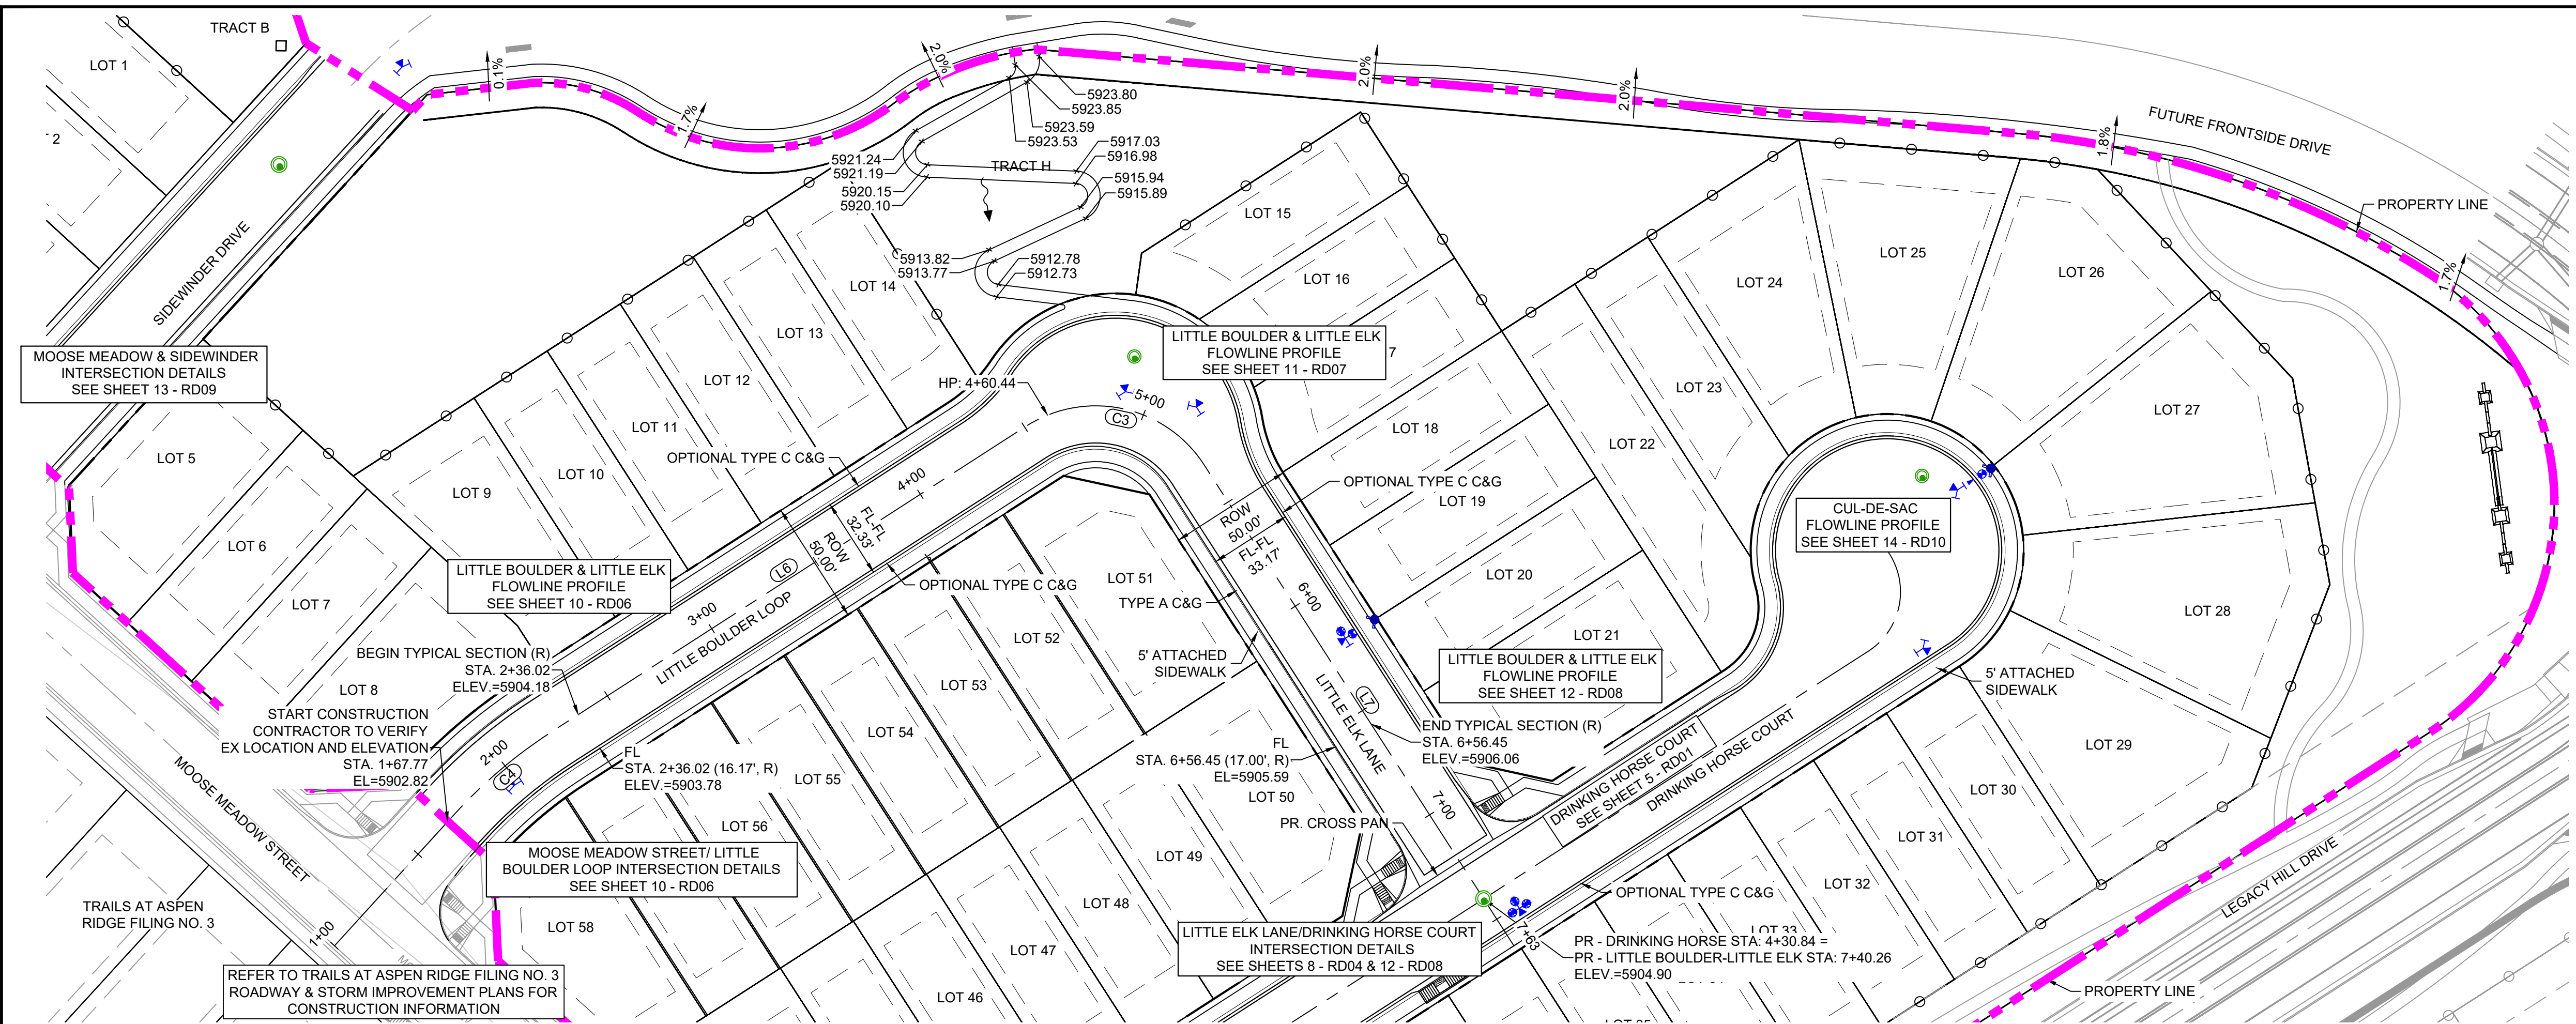 TRACT B
LOT 1
2
0.1%
1.7%
2.0%
2.0%
2.0%
1.8%
1.7%
FUTURE FRONTSIDE DRIVE
PROPERTY LINE
5923.80
5923.85
5923.59
5923.53
5921.24
5921.19
5920.15
5920.10
TRACT H
5917.03
5916.98
5915.94
5915.89
5913.82
5913.77
5912.78
5912.73
SIDEWINDER DRIVE
MOOSE MEADOW & SIDEWINDER
INTERSECTION DETAILS
SEE SHEET 13 - RD09
LOT 5
LOT 6
LOT 7
LOT 8
LOT 9
LOT 10
LOT 11
LOT 12
LOT 13
LOT 14
LOT 15
LOT 16
7
LOT 18
LOT 19
LOT 20
LOT 21
LOT 22
LOT 23
LOT 24
LOT 25
LOT 26
LOT 27
LOT 28
LOT 29
LOT 30
LOT 31
LOT 32
LOT 33
LITTLE BOULDER & LITTLE ELK
FLOWLINE PROFILE
SEE SHEET 11 - RD07
HP: 4+60.44
5+00
C3
OPTIONAL TYPE C C&G
4+00
FL-FL
32.33'
ROW
50.00'
L6
3+00
LITTLE BOULDER LOOP
OPTIONAL TYPE C C&G
LITTLE BOULDER & LITTLE ELK
FLOWLINE PROFILE
SEE SHEET 10 - RD06
BEGIN TYPICAL SECTION (R)
STA. 2+36.02
ELEV.=5904.18
START CONSTRUCTION
CONTRACTOR TO VERIFY
EX LOCATION AND ELEVATION
STA. 1+67.77
EL=5902.82
2+00
C4
FL
STA. 2+36.02 (16.17', R)
ELEV.=5903.78
MOOSE MEADOW STREET
MOOSE MEADOW STREET/ LITTLE
BOULDER LOOP INTERSECTION DETAILS
SEE SHEET 10 - RD06
TRAILS AT ASPEN
RIDGE FILING NO. 3
1+00
REFER TO TRAILS AT ASPEN RIDGE FILING NO. 3
ROADWAY & STORM IMPROVEMENT PLANS FOR
CONSTRUCTION INFORMATION
LOT 58
LOT 56
LOT 55
LOT 54
LOT 53
LOT 52
LOT 51
LOT 50
LOT 49
LOT 48
LOT 47
LOT 46
OPTIONAL TYPE C C&G
ROW
50.00'
FL-FL
33.17'
6+00
TYPE A C&G
5' ATTACHED
SIDEWALK
LITTLE ELK LANE
L7
LITTLE BOULDER & LITTLE ELK
FLOWLINE PROFILE
SEE SHEET 12 - RD08
END TYPICAL SECTION (R)
STA. 6+56.45
ELEV.=5906.06
FL
STA. 6+56.45 (17.00', R)
EL=5905.59
7+00
PR. CROSS PAN
CUL-DE-SAC
FLOWLINE PROFILE
SEE SHEET 14 - RD10
5' ATTACHED
SIDEWALK
DRINKING HORSE COURT
SEE SHEET 5 - RD01
DRINKING HORSE COURT
OPTIONAL TYPE C C&G
LITTLE ELK LANE/DRINKING HORSE COURT
INTERSECTION DETAILS
SEE SHEETS 8 - RD04 & 12 - RD08
7+63
PR - DRINKING HORSE STA: 4+30.84 =
PR - LITTLE BOULDER-LITTLE ELK STA: 7+40.26
ELEV.=5904.90
LEGACY HILL DRIVE
PROPERTY LINE